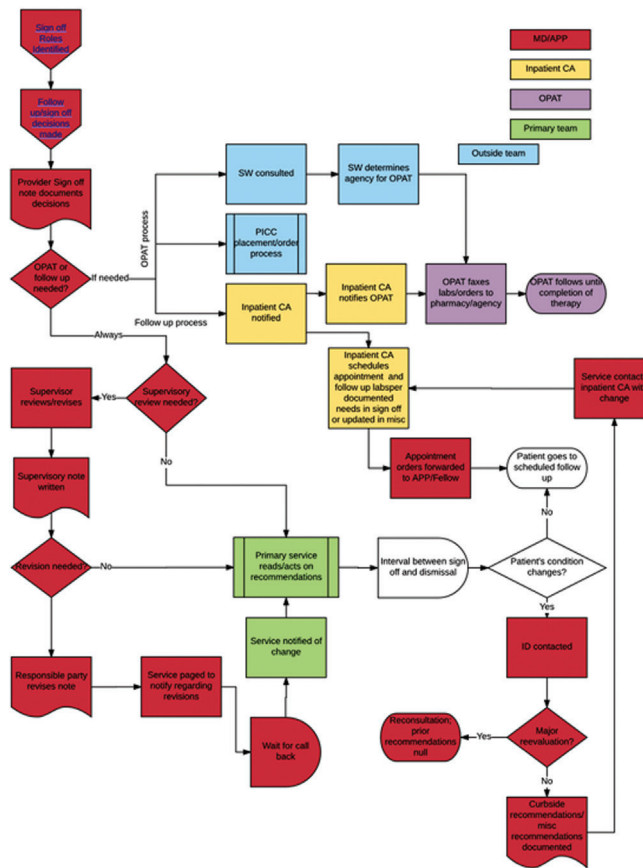 Sign off
Roles
Identified
Follow
up/sign off
decisions
made
Provider Sign off
note documents
decisions
OPAT or
follow up
needed?
If needed
Always
OPAT process
Follow up process
MD/APP
Inpatient CA
OPAT
Primary team
Outside team
SW consulted
SW determines
agency for OPAT
PICC
placement/order
process
Inpatient CA
notified
Inpatient CA
notifies OPAT
OPAT faxes
labs/orders to
pharmacy/agency
OPAT follows until
completion of
therapy
Inpatient CA
schedules
appointment and
follow up labsper
documented
needs in sign off
or updated in misc
Service contact
inpatient CA with
change
Supervisor
reviews/revises
Yes
Supervisory
review needed?
No
Supervisory note
written
Appointment
orders forwarded
to APP/Fellow
Patient goes to
scheduled follow
up
No
Revision needed?
No
Primary service
reads/acts on
recommendations
Interval between sign
off and dismissal
Patient's condition
changes?
Yes
Service notified of
change
ID contacted
Responsible party
revises note
Service paged to
notify regarding
revisions
Wait for call
back
Reconsultation,
prior
recommendations
null
Yes
Major
reevaluation?
No
Curbside
recommendations/
misc
recommendations
documented